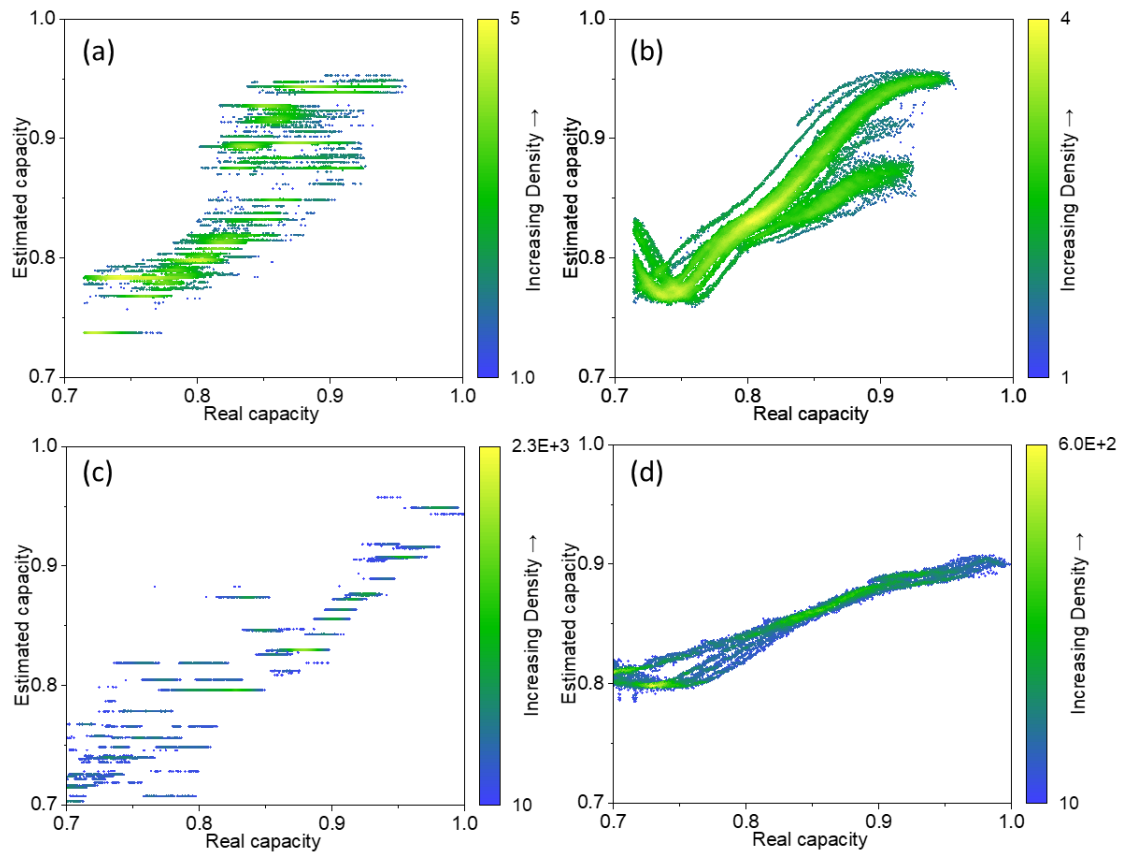 (a)
1.0
0.9
0.8
0.7
Estimated capacity
0.7 0.8 0.9 1.0
Real capacity
5
Increasing Density →
1.0
(b)
1.0
0.9
0.8
0.7
Estimated capacity
0.7 0.8 0.9 1.0
Real capacity
4
Increasing Density →
1
(c)
1.0
0.9
0.8
0.7
Estimated capacity
0.7 0.8 0.9 1.0
Real capacity
2.3E+3
Increasing Density →
10
(d)
1.0
0.9
0.8
0.7
Estimated capacity
0.7 0.8 0.9 1.0
Real capacity
6.0E+2
Increasing Density →
10